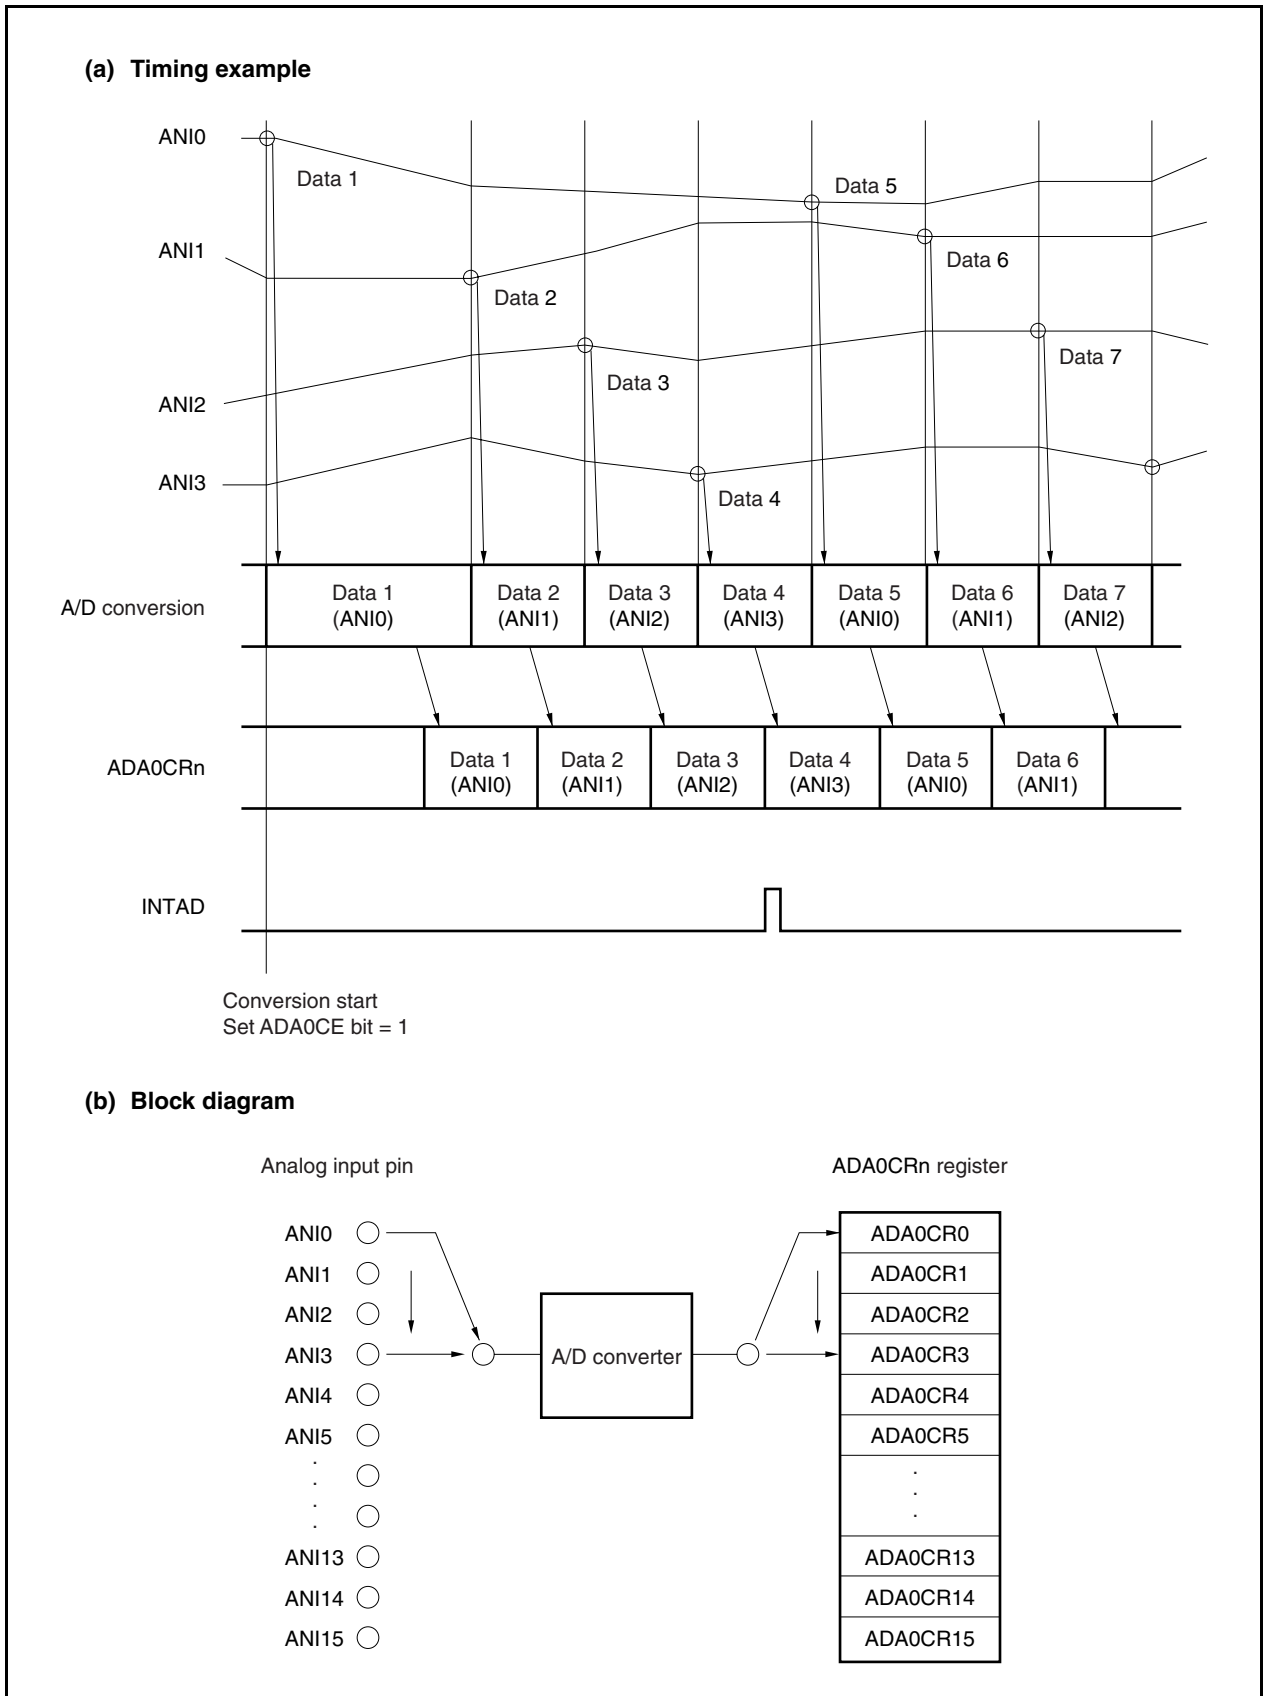 (a) Timing example
ANI0
Data 1
Data 5
ANI1
Data 6
Data 2
Data 7
Data 3
ANI2
ANI3
Data 4
A/D conversion
Data 1
(ANI0)
Data 2
(ANI1)
Data 3
(ANI2)
Data 4
(ANI3)
Data 5
(ANI0)
Data 6
(ANI1)
Data 7
(ANI2)
ADA0CRn
Data 1
(ANI0)
Data 2
(ANI1)
Data 3
(ANI2)
Data 4
(ANI3)
Data 5
(ANI0)
Data 6
(ANI1)
INTAD
Conversion start
Set ADA0CE bit = 1
(b) Block diagram
Analog input pin
ADA0CRn register
ANI0
ANI1
ANI2
ANI3
ANI4
ANI5
.
.
.
.
ANI13
ANI14
ANI15
A/D converter
ADA0CR0
ADA0CR1
ADA0CR2
ADA0CR3
ADA0CR4
ADA0CR5
.
.
.
ADA0CR13
ADA0CR14
ADA0CR15